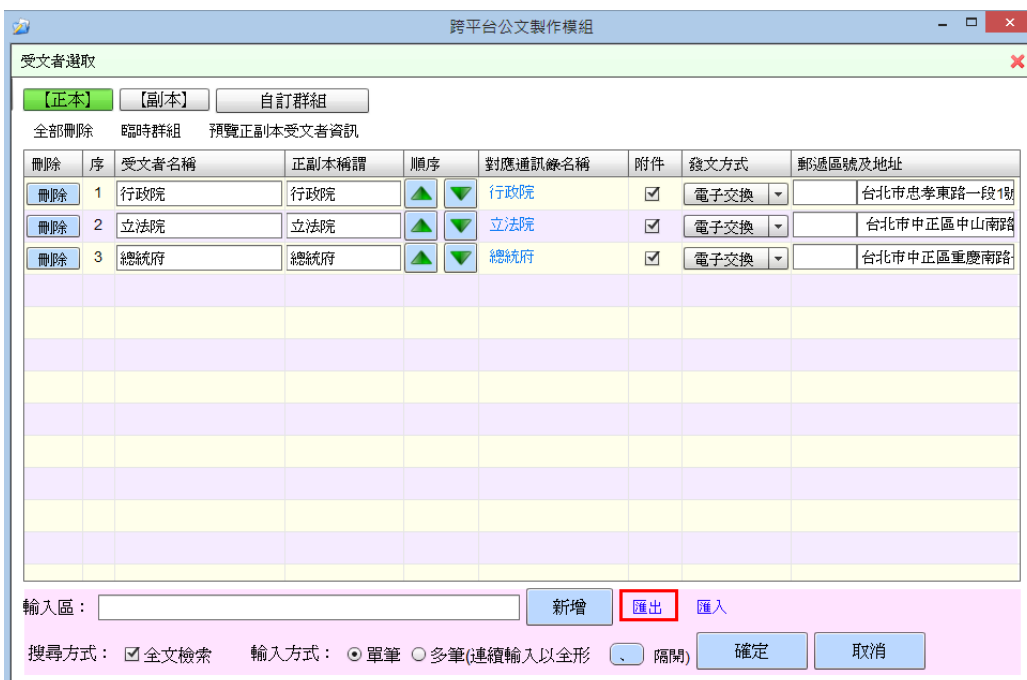 跨平台公文製作模組
受文者選取
【正本】 【副本】 自訂群組
全部刪除 臨時群組 預覽正副本受文者資訊
刪除 序 受文者名稱 正副本稱謂 順序 對應通訊錄名稱 附件 發文方式 郵遞區號及地址
刪除 1 行政院 行政院 行政院 電子交換 台北市忠孝東路一段1號
刪除 2 立法院 立法院 立法院 電子交換 台北市中正區中山南路
刪除 3 總統府 總統府 總統府 電子交換 台北市中正區重慶南路
輸入區： 新增 匯出 匯入
搜尋方式： 全文檢索 輸入方式： 單筆 多筆(連續輸入以全形 、 隔開) 確定 取消